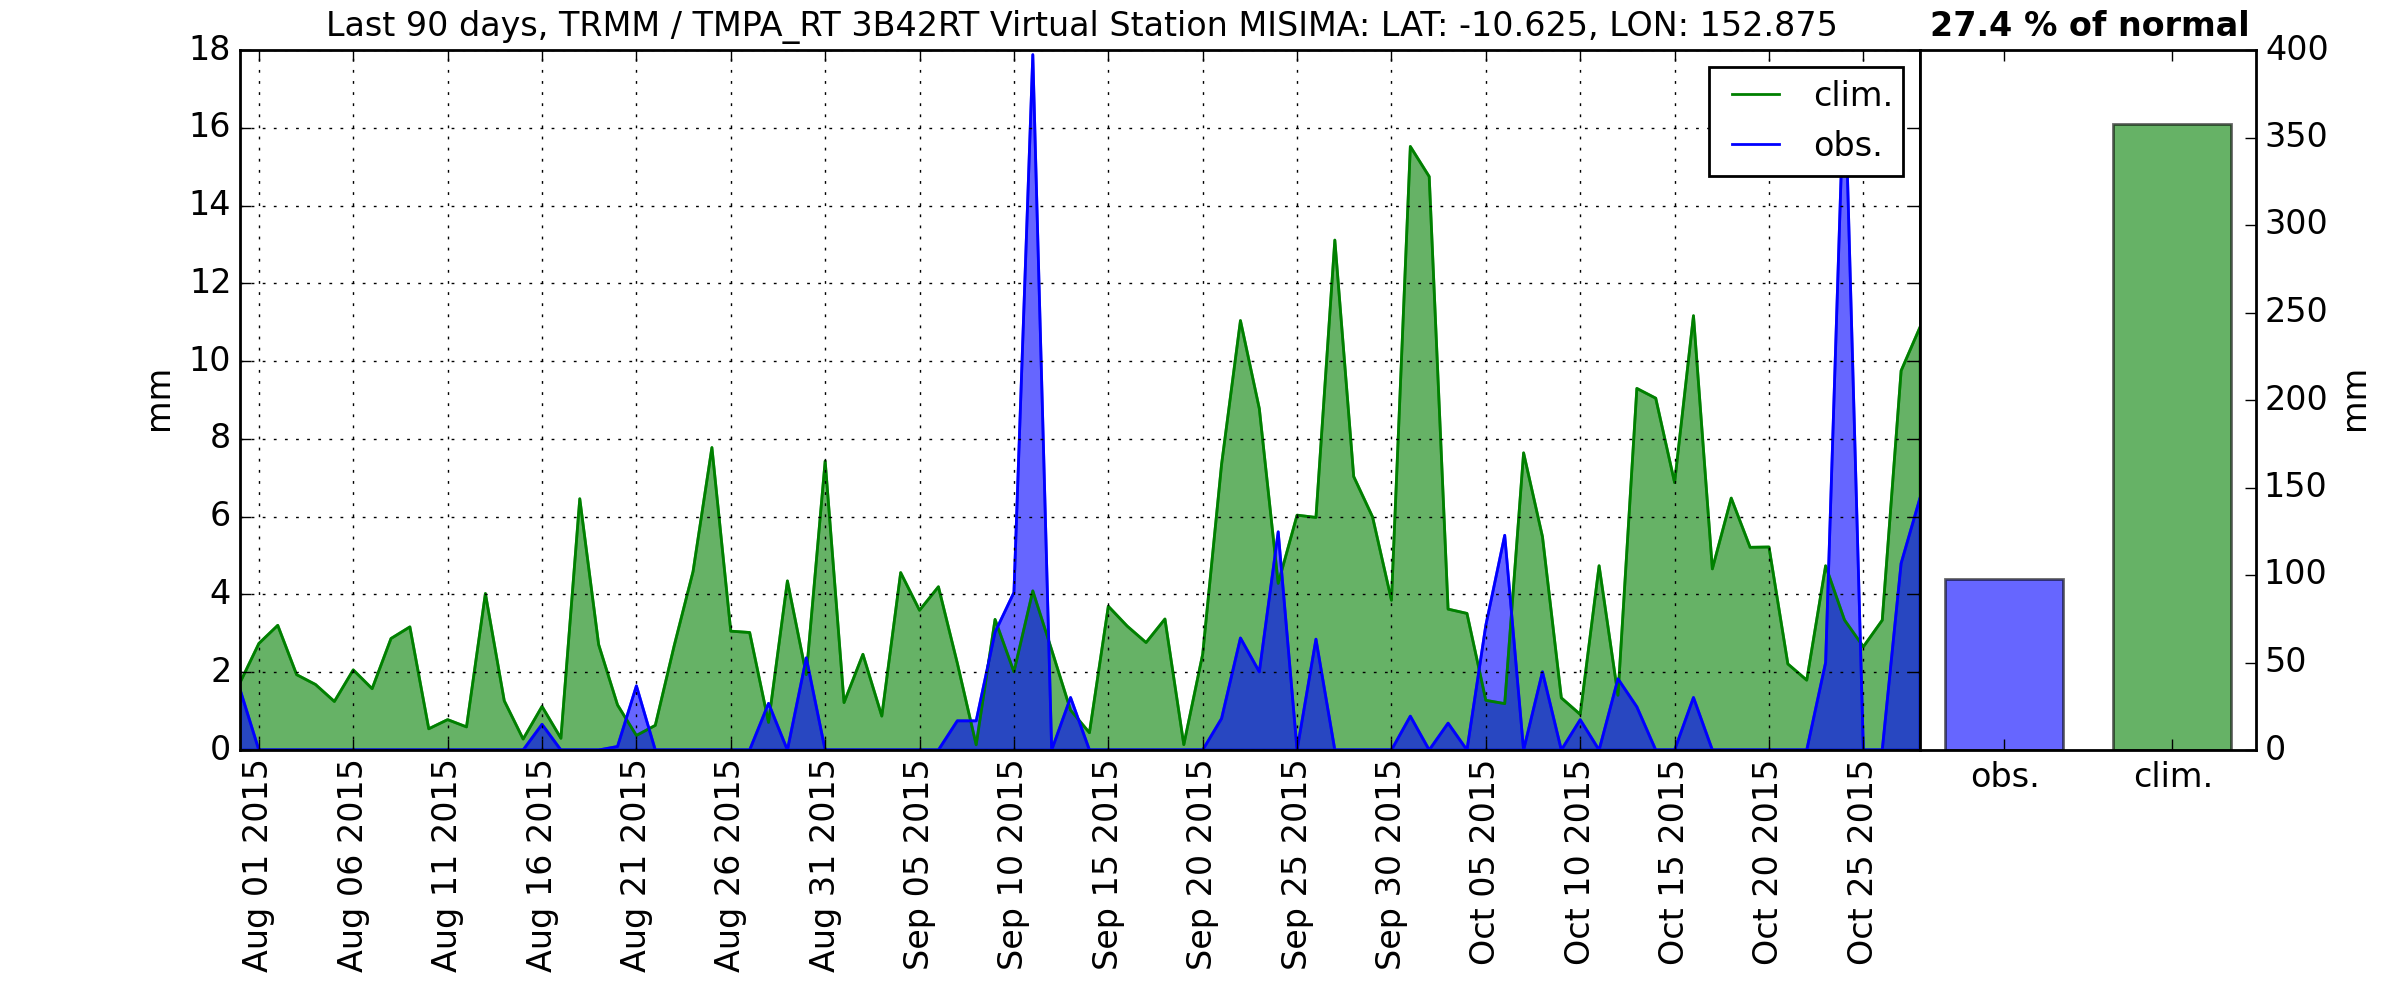 Last 90 days, TRMM / TMPA_RT 3B42RT Virtual Station MISIMA: LAT: -10.625, LON: 152.875
27.4 % of normal
18
16
14
12
10
8
6
4
2
0
mm
clim.
obs.
400
350
300
250
200
150
100
50
0
mm
Aug 01 2015
Aug 06 2015
Aug 11 2015
Aug 16 2015
Aug 21 2015
Aug 26 2015
Aug 31 2015
Sep 05 2015
Sep 10 2015
Sep 15 2015
Sep 20 2015
Sep 25 2015
Sep 30 2015
Oct 05 2015
Oct 10 2015
Oct 15 2015
Oct 20 2015
Oct 25 2015
obs.
clim.